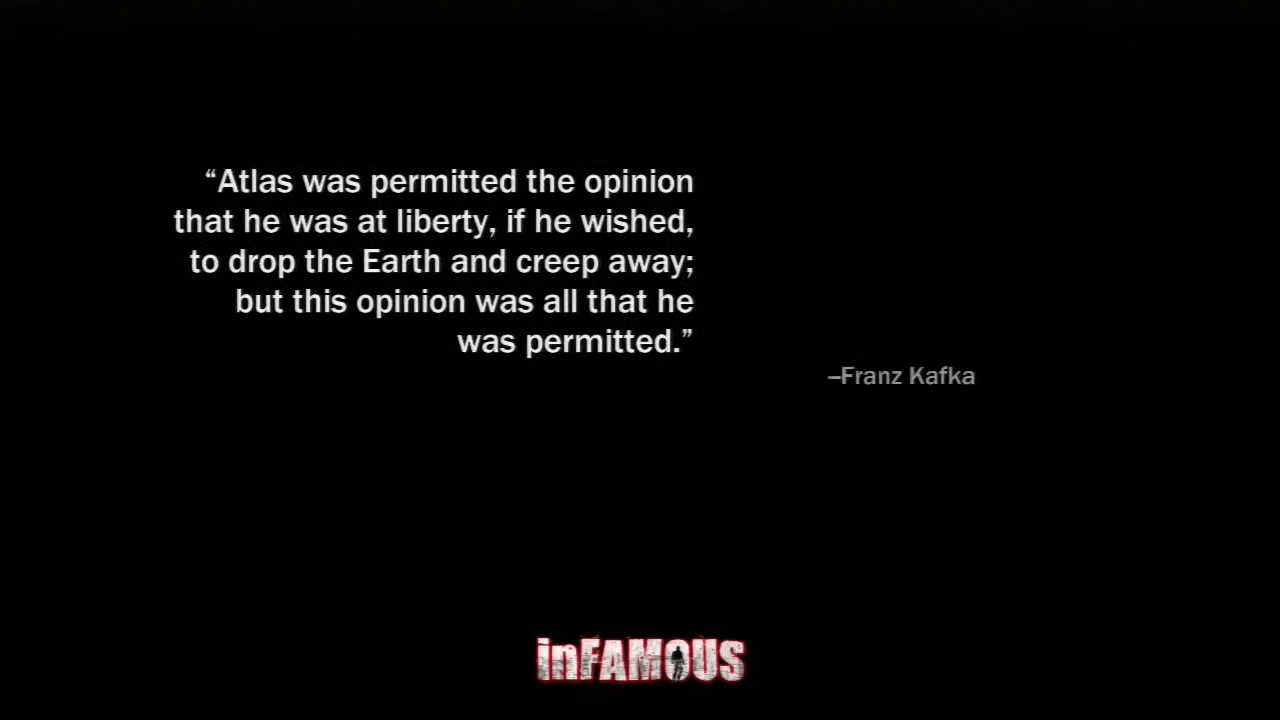 “Atlas was permitted the opinion
that he was at liberty, if he wished,
to drop the Earth and creep away;
but this opinion was all that he
was permitted.”
–Franz Kafka
inFAMOUS